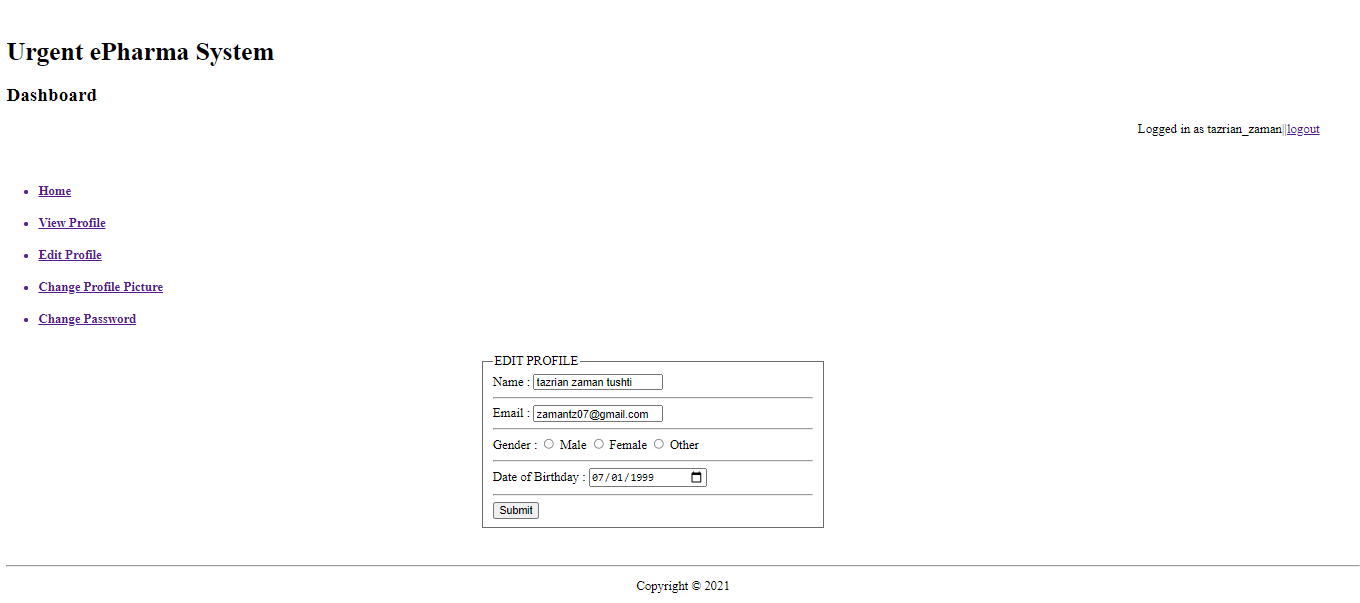 Urgent ePharma System
Dashboard
Logged in as tazrian_zaman||logout
Home
View Profile
Edit Profile
Change Profile Picture
Change Password
EDIT PROFILE
Name : tazrian zaman tushti
Email : zamantz07@gmail.com
Gender : Male Female Other
Date of Birthday : 07/01/1999
Submit
Copyright © 2021